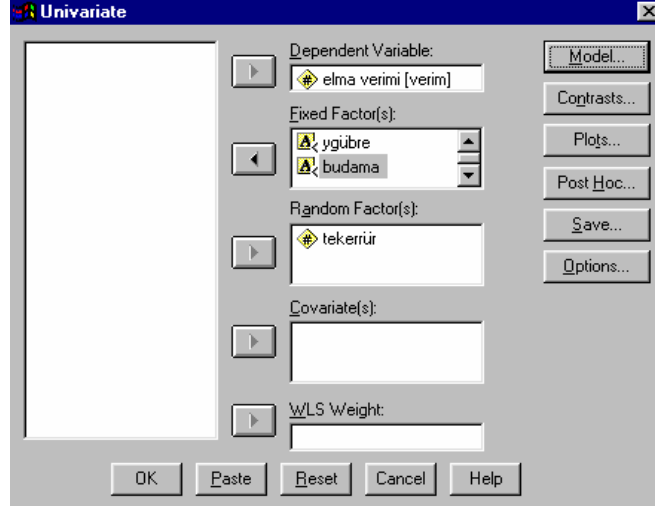 Univariate
Dependent Variable:
elma verimi [verim]
Fixed Factor(s):
ygübre
budama
Random Factor(s):
tekerrür
Covariate(s):
WLS Weight:
Model...
Contrasts...
Plots...
Post Hoc...
Save...
Options...
OK
Paste
Reset
Cancel
Help